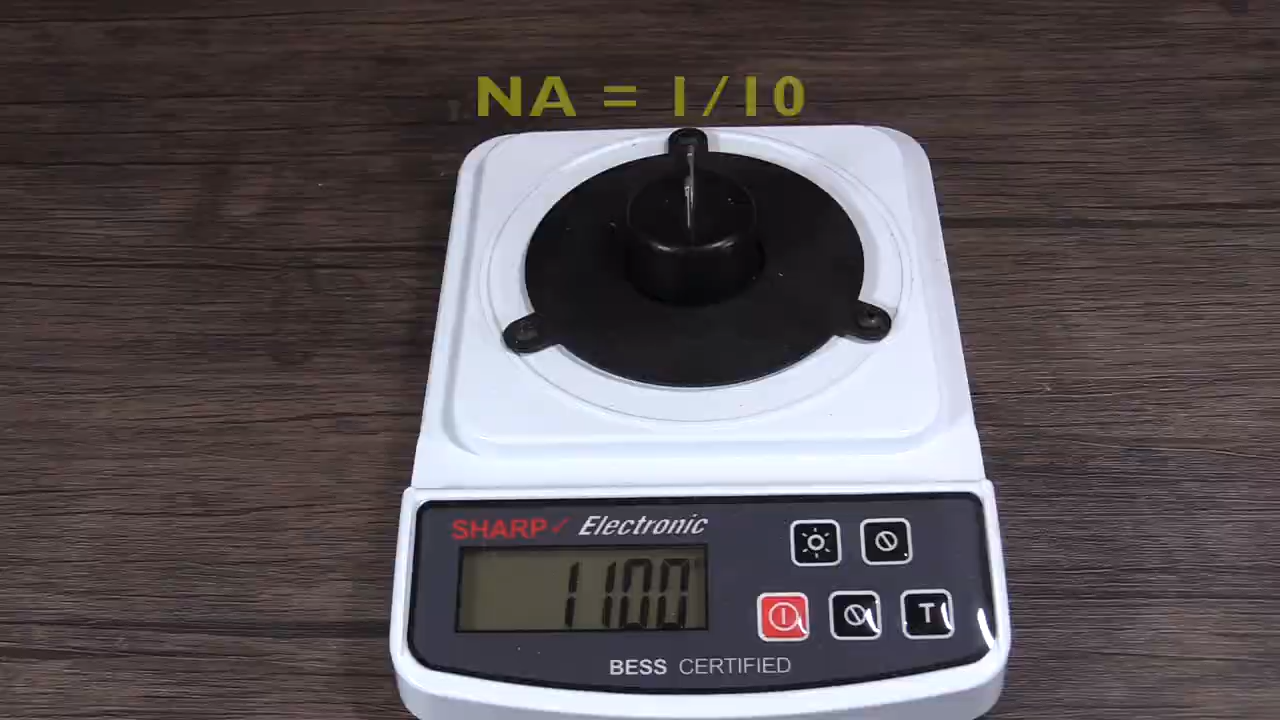 NA = 1/10
SHARP✓ Electronic
1100
T
BESS CERTIFIED